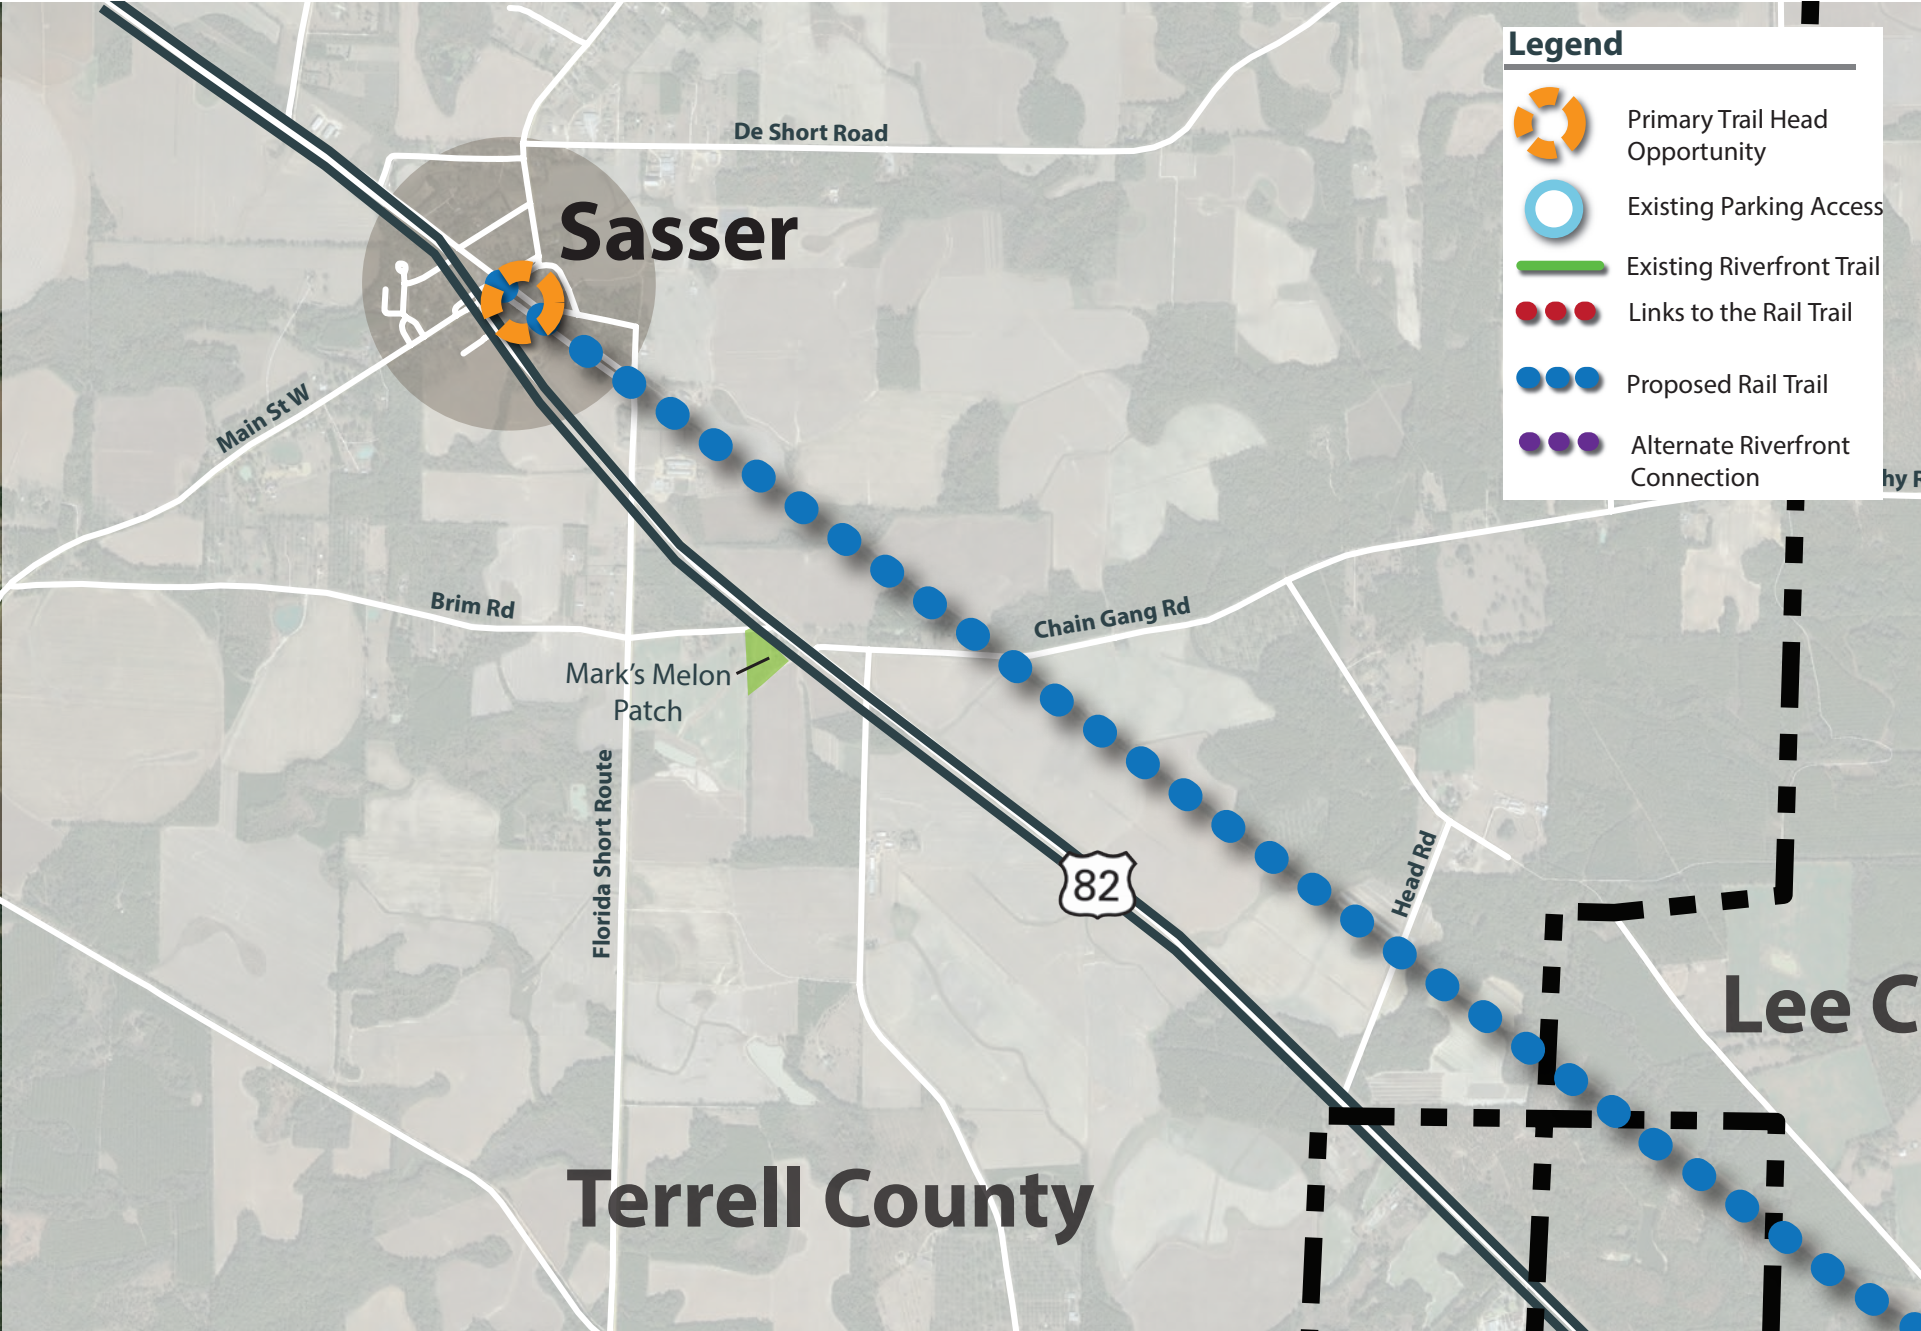 Legend
Primary Trail Head
Opportunity
Existing Parking Access
Existing Riverfront Trail
Links to the Rail Trail
Proposed Rail Trail
Alternate Riverfront
Connection
De Short Road
Sasser
Main St W
hy R
Brim Rd
Chain Gang Rd
Mark's Melon
Patch
Florida Short Route
82
Head Rd
Lee C
Terrell County